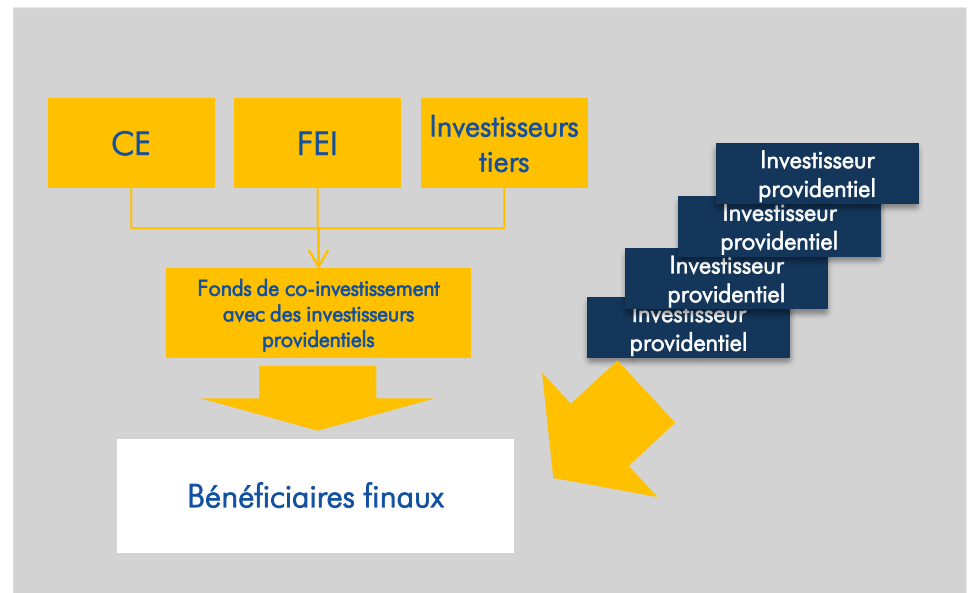 CE
FEI
Investisseurs
tiers
Fonds de co-investissement
avec des investisseurs
providentiels
Investisseur
providentiel
Investisseur
providentiel
Investisseur
providentiel
Investisseur
providentiel
Bénéficiaires finaux